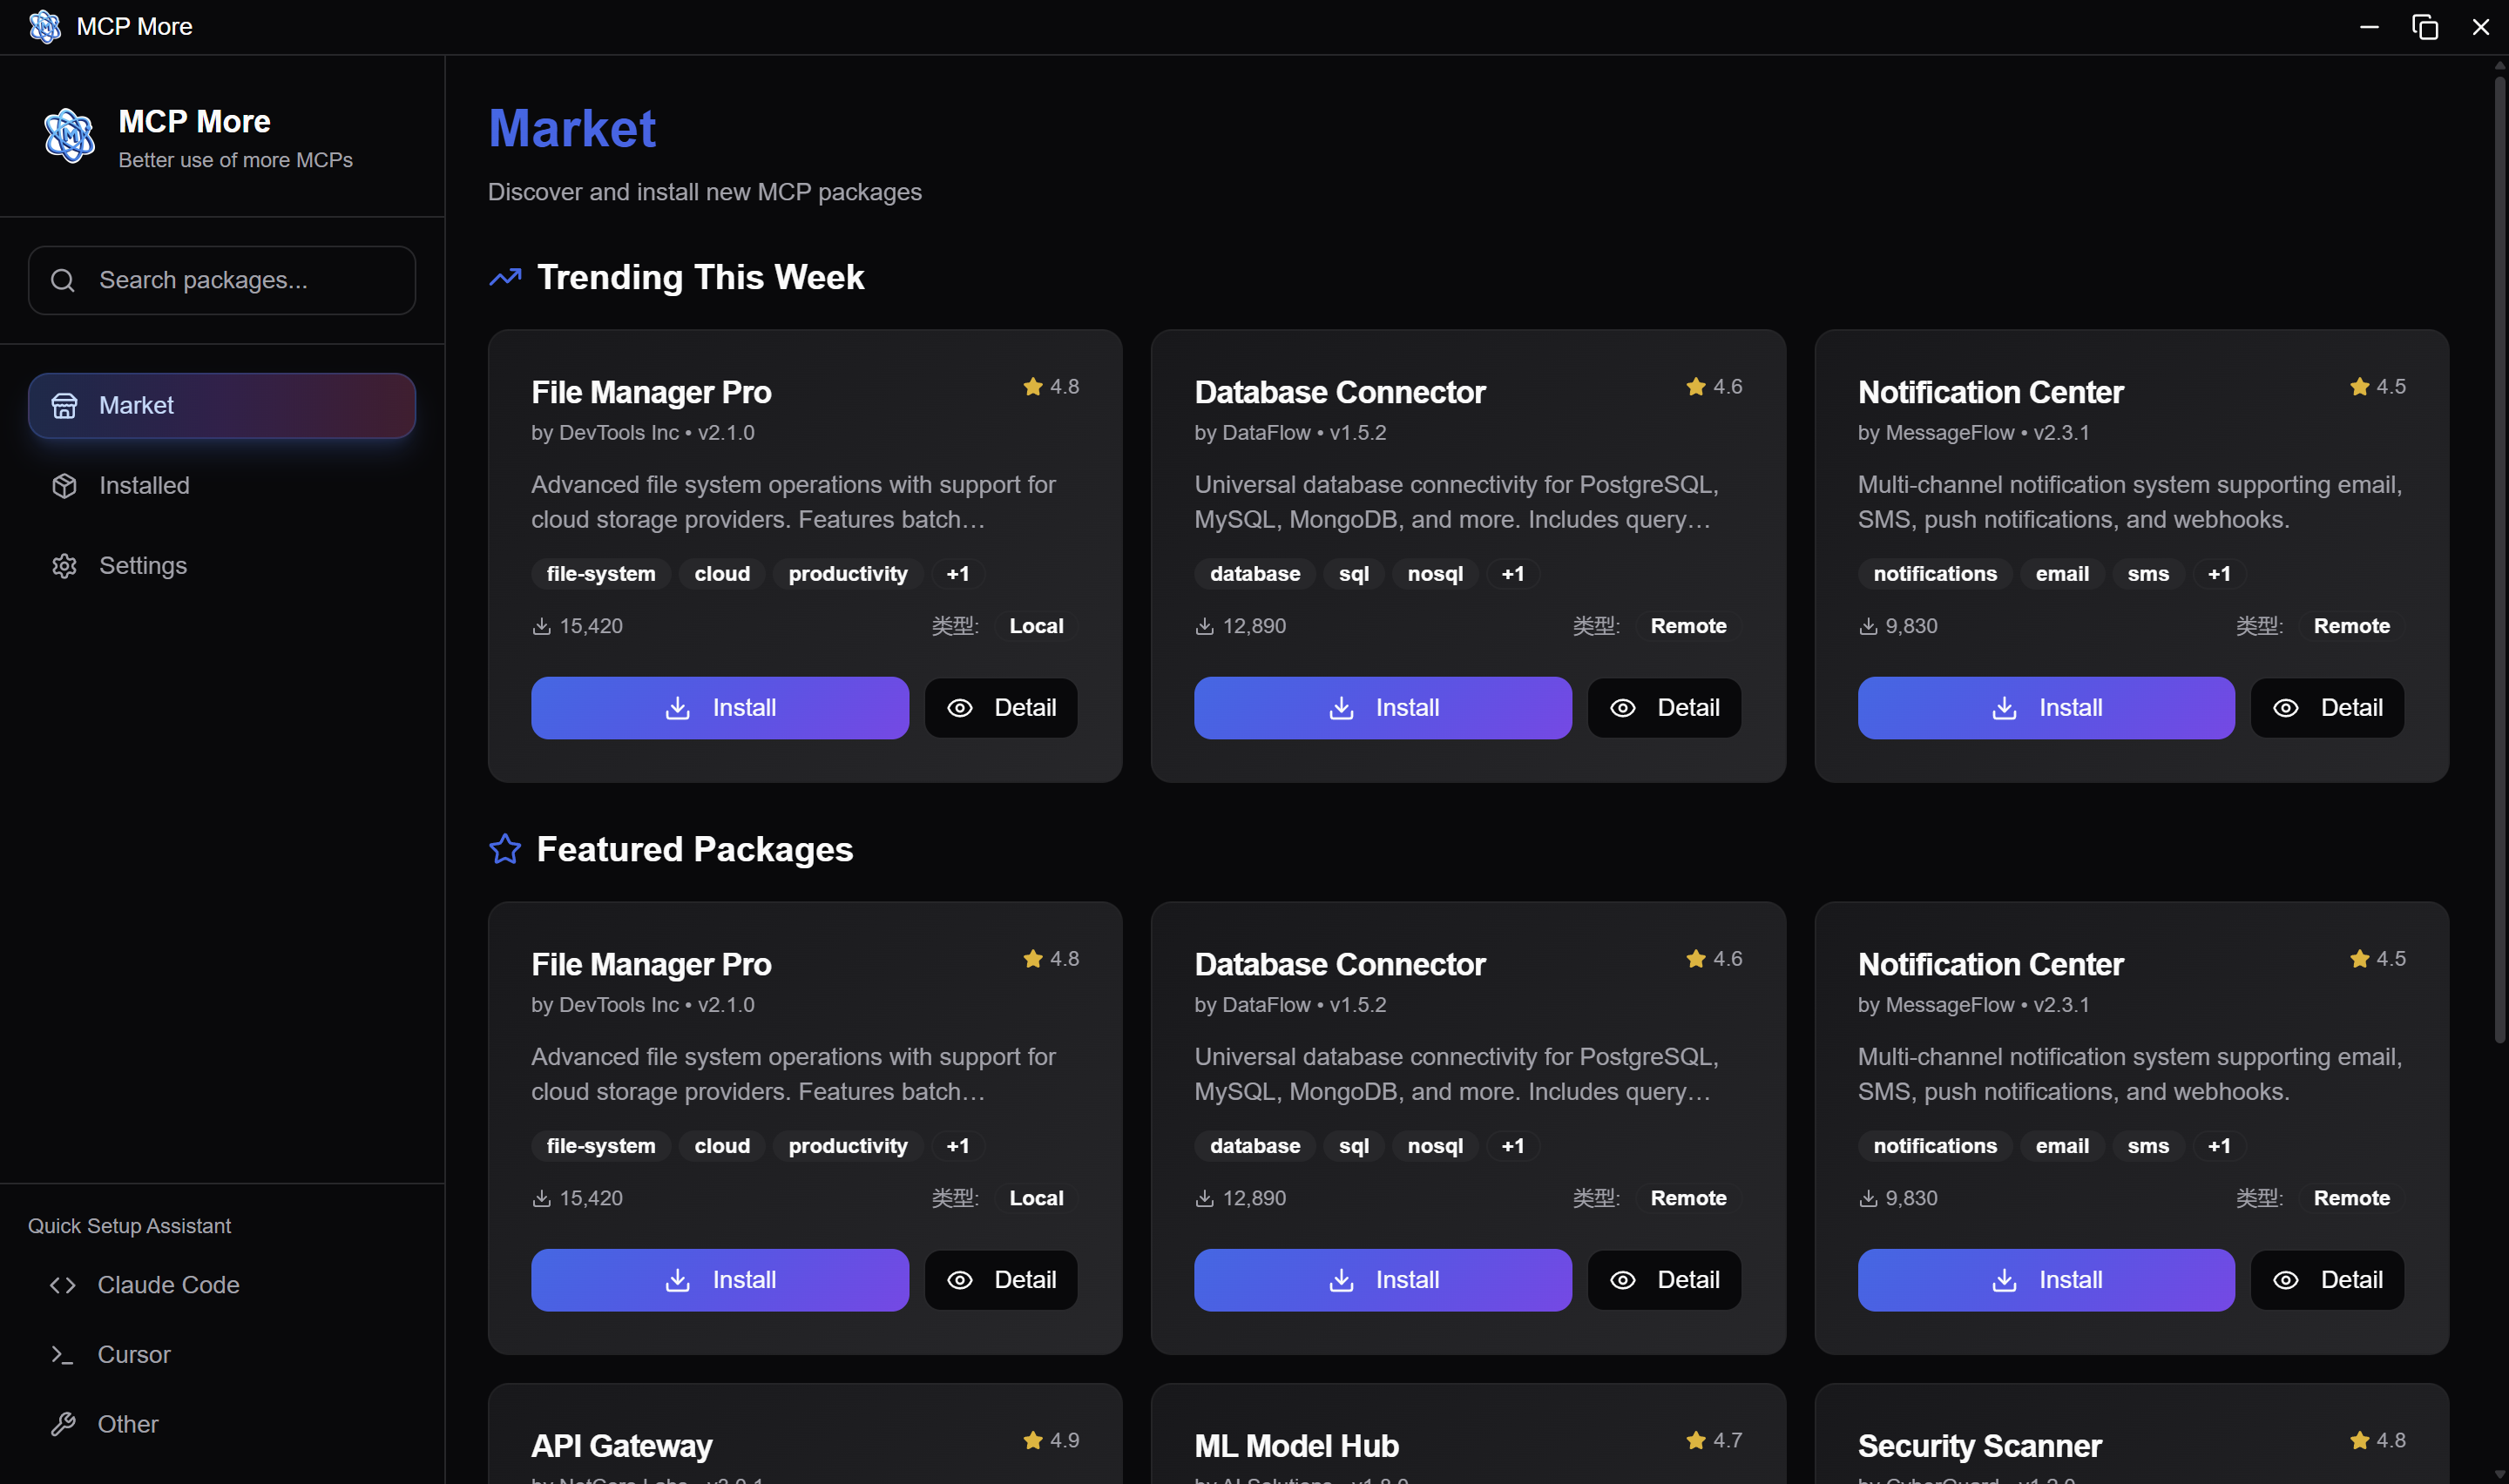 MCP More
MCP More
Better use of more MCPs
Search packages...
Market
Installed
Settings
Quick Setup Assistant
Claude Code
Cursor
Other
Market
Discover and install new MCP packages
Trending This Week
File Manager Pro
4.8
by DevTools Inc • v2.1.0
Advanced file system operations with support for
cloud storage providers. Features batch…
file-system cloud productivity +1
15,420 类型: Local
Install Detail
Database Connector
4.6
by DataFlow • v1.5.2
Universal database connectivity for PostgreSQL,
MySQL, MongoDB, and more. Includes query…
database sql nosql +1
12,890 类型: Remote
Install Detail
Notification Center
4.5
by MessageFlow • v2.3.1
Multi-channel notification system supporting email,
SMS, push notifications, and webhooks.
notifications email sms +1
9,830 类型: Remote
Install Detail
Featured Packages
File Manager Pro
4.8
by DevTools Inc • v2.1.0
Advanced file system operations with support for
cloud storage providers. Features batch…
file-system cloud productivity +1
15,420 类型: Local
Install Detail
Database Connector
4.6
by DataFlow • v1.5.2
Universal database connectivity for PostgreSQL,
MySQL, MongoDB, and more. Includes query…
database sql nosql +1
12,890 类型: Remote
Install Detail
Notification Center
4.5
by MessageFlow • v2.3.1
Multi-channel notification system supporting email,
SMS, push notifications, and webhooks.
notifications email sms +1
9,830 类型: Remote
Install Detail
API Gateway
4.9
ML Model Hub
4.7
Security Scanner
4.8